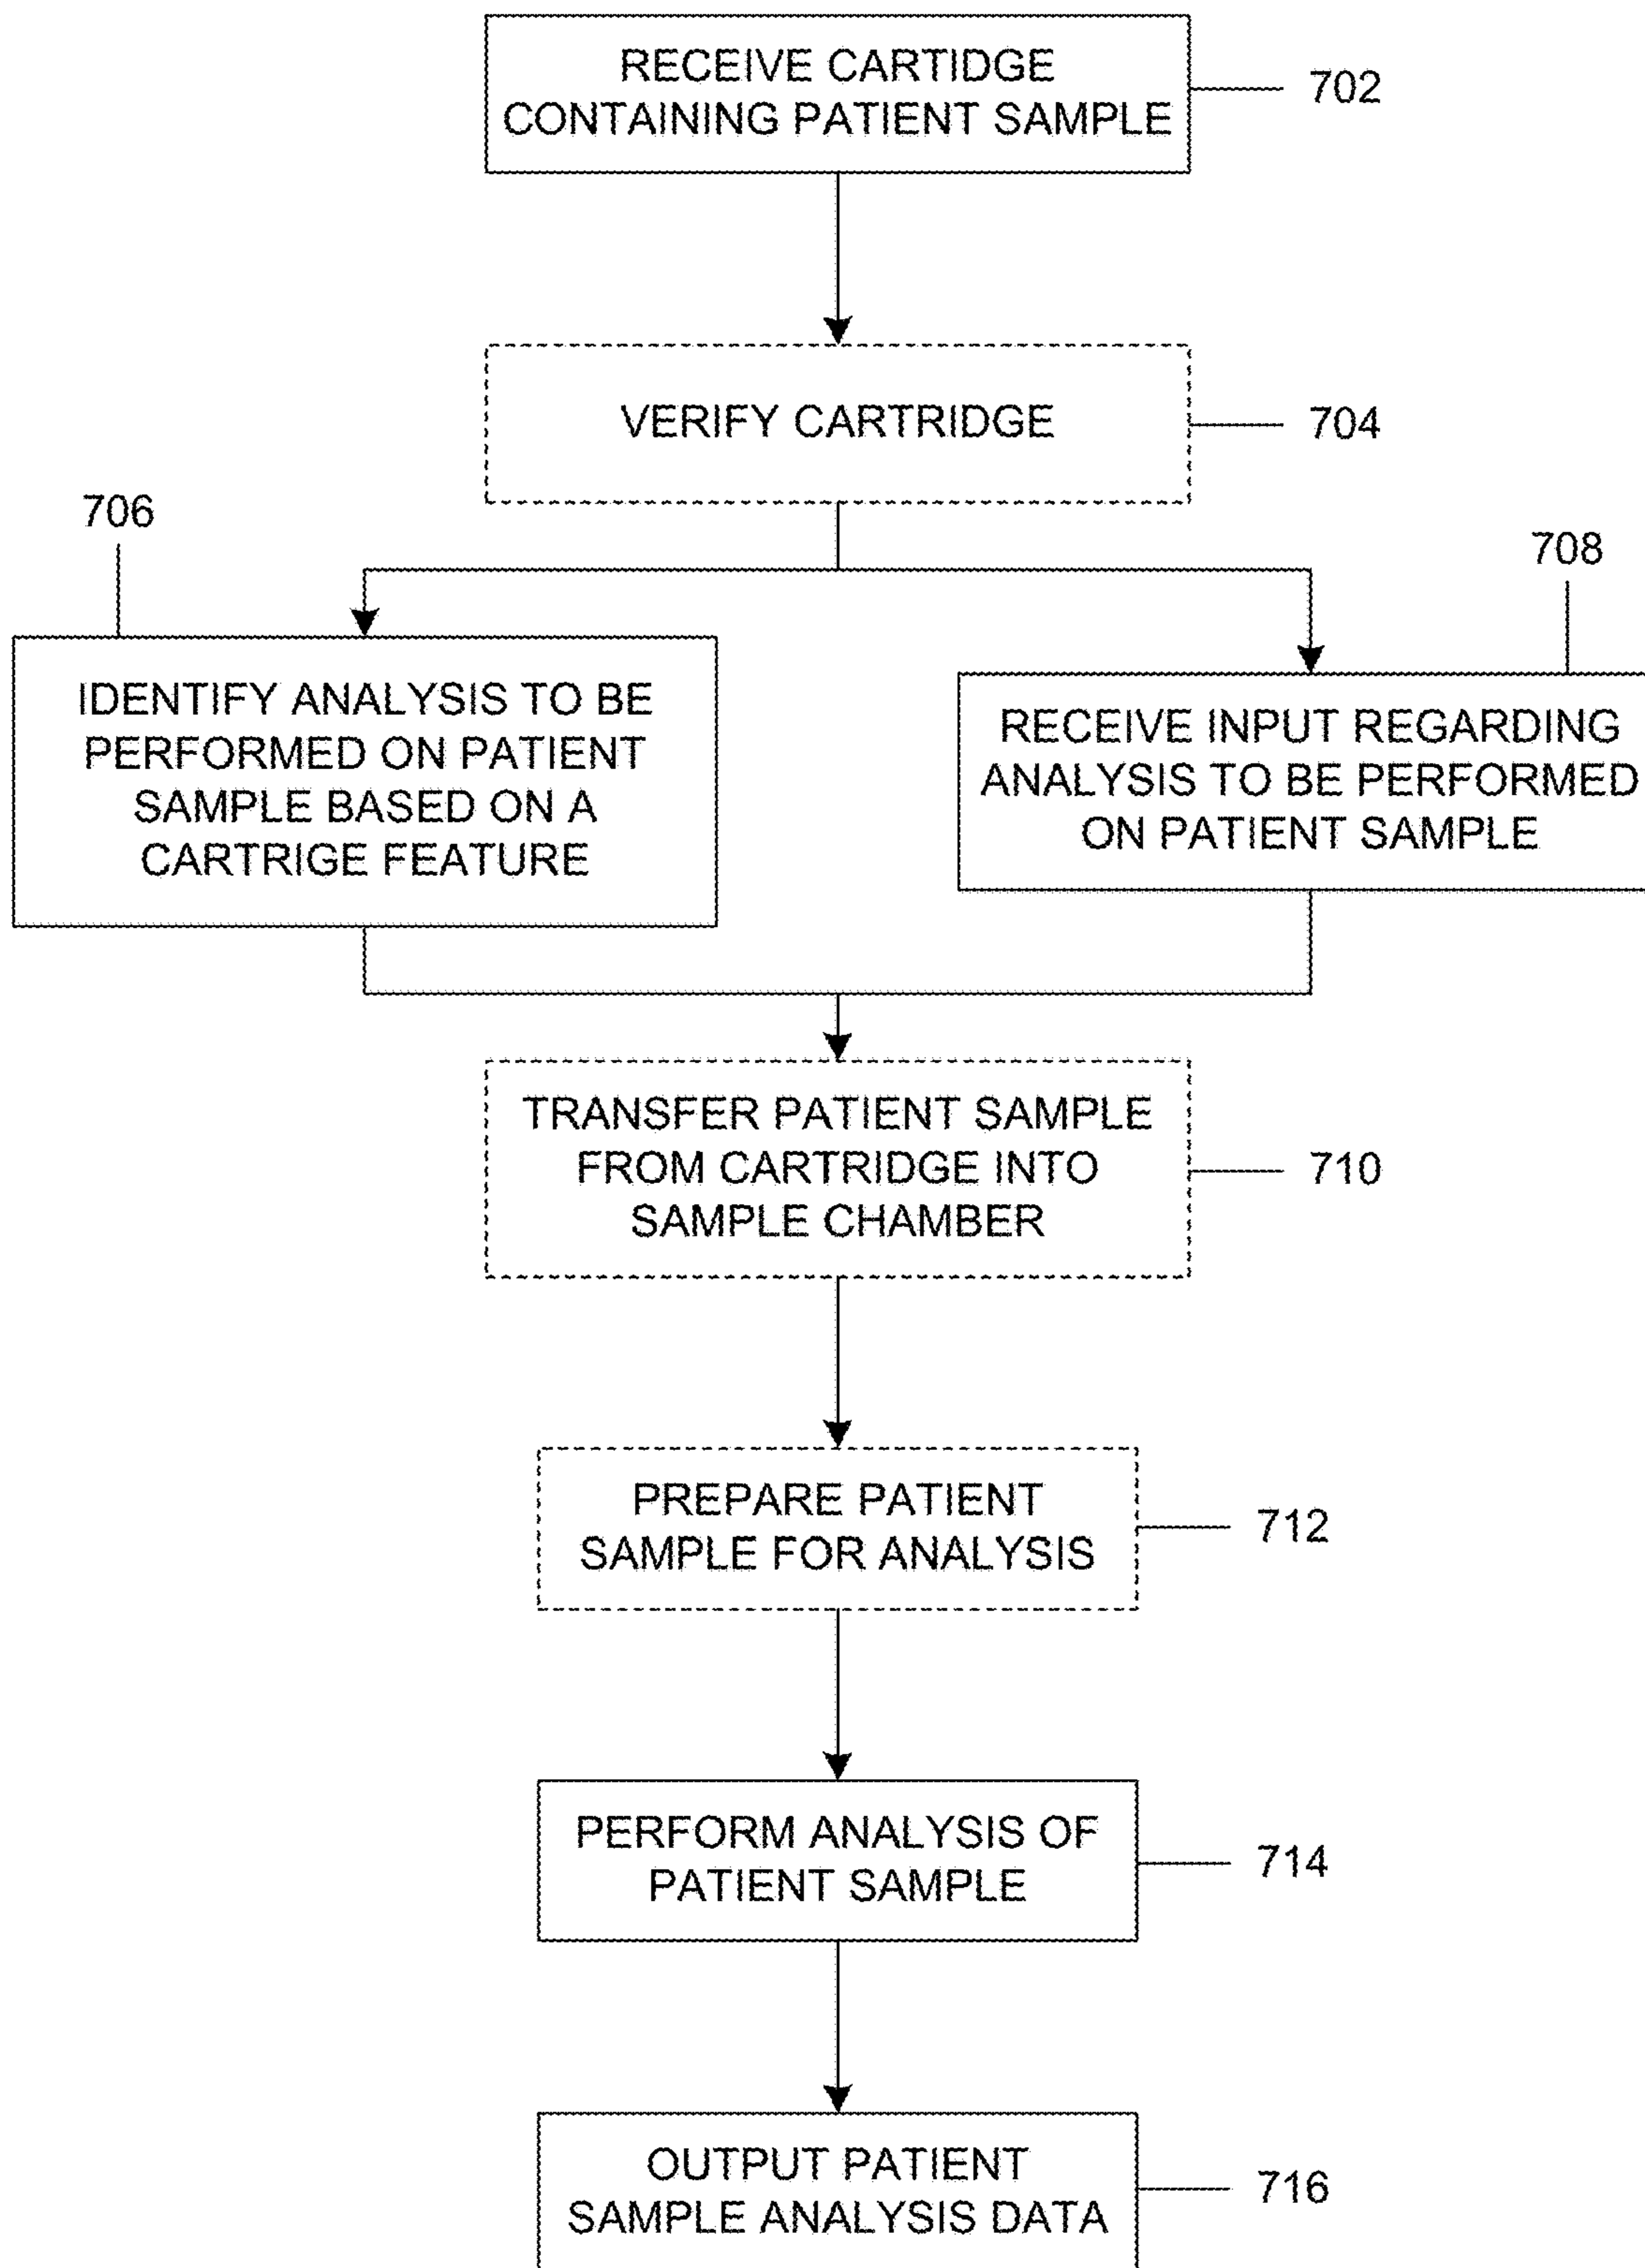 RECEIVE CARTIDGE
CONTAINING PATIENT SAMPLE
702
VERIFY CARTRIDGE
704
706
708
IDENTIFY ANALYSIS TO BE
PERFORMED ON PATIENT
SAMPLE BASED ON A
CARTRIGE FEATURE
RECEIVE INPUT REGARDING
ANALYSIS TO BE PERFORMED
ON PATIENT SAMPLE
TRANSFER PATIENT SAMPLE
FROM CARTRIDGE INTO
SAMPLE CHAMBER
710
PREPARE PATIENT
SAMPLE FOR ANALYSIS
712
PERFORM ANALYSIS OF
PATIENT SAMPLE
714
OUTPUT PATIENT
SAMPLE ANALYSIS DATA
716